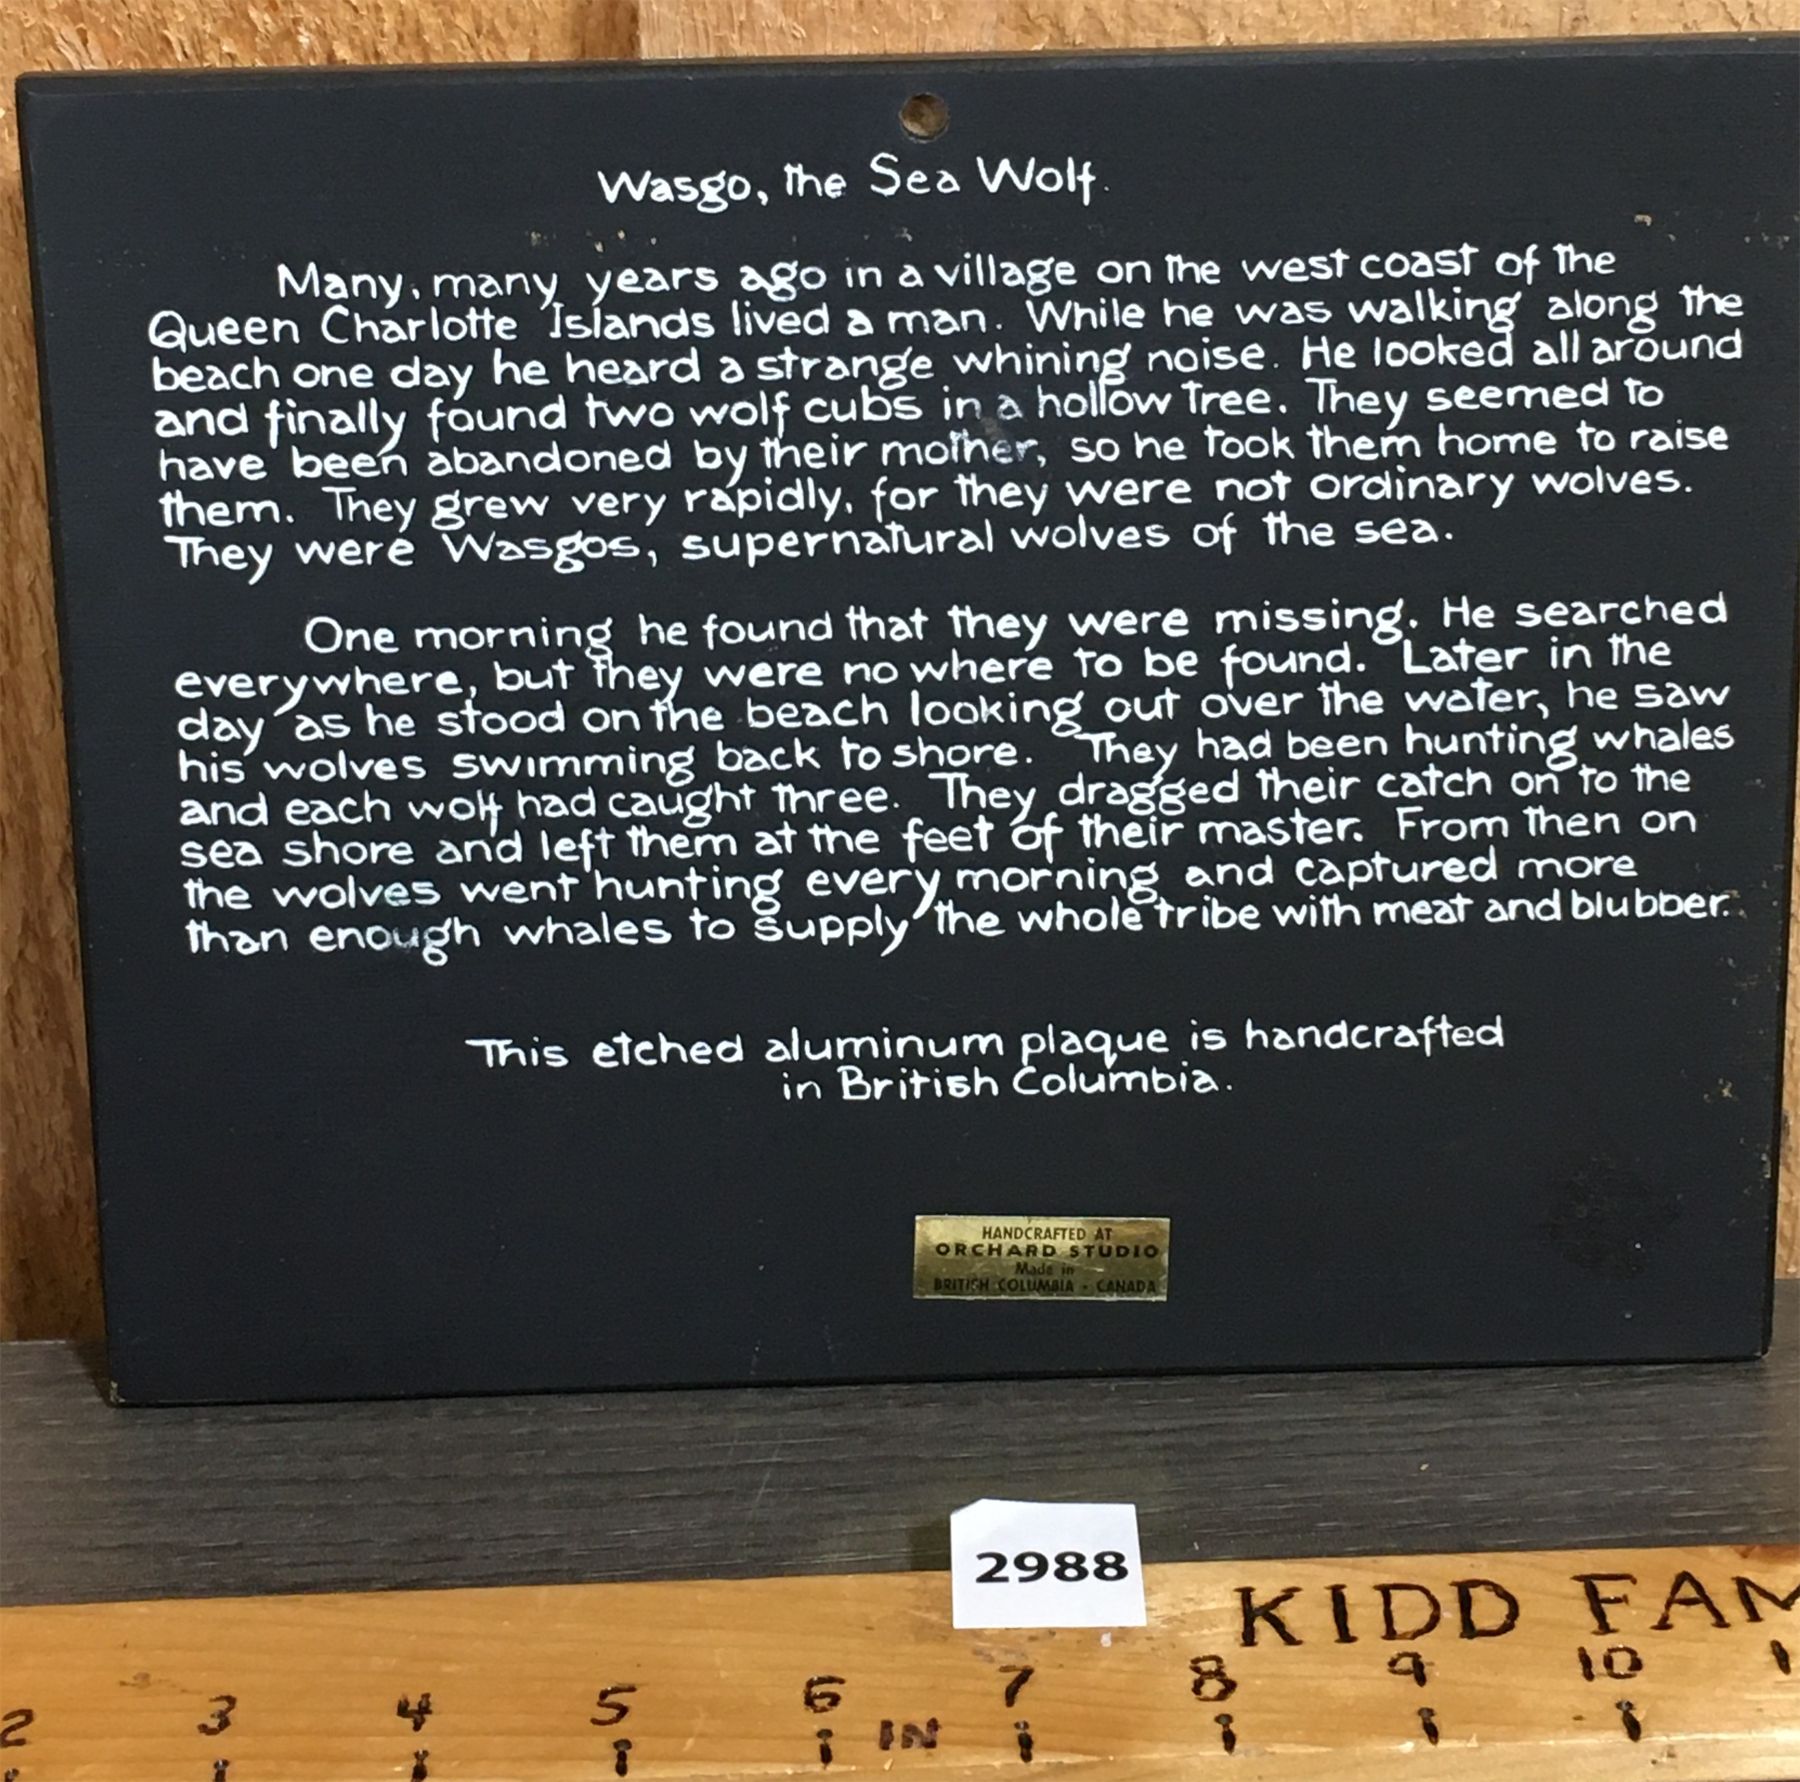 Wasgo, the Sea Wolf.
Many, many years ago in a village on the west coast of the
Queen Charlotte Islands lived a man. While he was walking along the
beach one day he heard a strange whining noise. He looked all around
and finally found two wolf cubs in a hollow tree. They seemed to
have been abandoned by their mother, so he took them home to raise
them. They grew very rapidly, for they were not ordinary wolves.
They were Wasgos, supernatural wolves of the sea.
One morning he found that they were missing. He searched
everywhere, but they were no where to be found. Later in the
day as he stood on the beach looking out over the water, he saw
his wolves swimming back to shore. They had been hunting whales
and each wolf had caught three. They dragged their catch on to the
sea shore and left them at the feet of their master. From then on
the wolves went hunting every morning and captured more
than enough whales to supply the whole tribe with meat and blubber.
This etched aluminum plaque is handcrafted
in British Columbia.
HANDCRAFTED AT
ORCHARD STUDIO
Made in
BRITISH COLUMBIA - CANADA
2988
KIDD FAM
2 3 4 5 6 IN 7 8 9 10